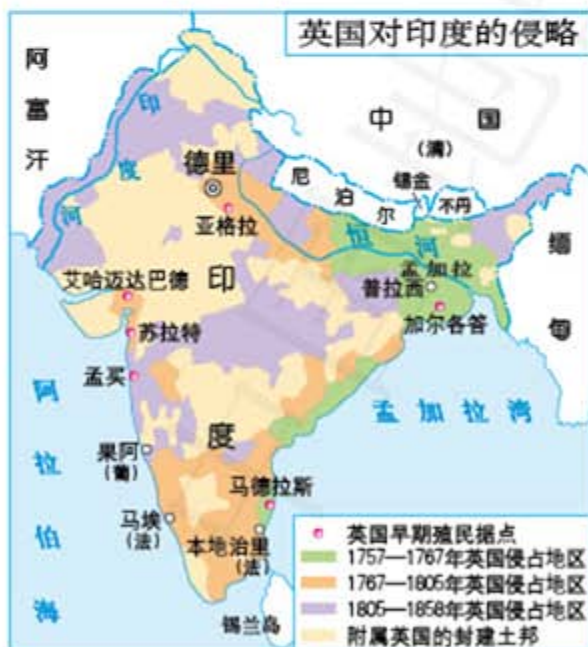 英国对印度的侵略
阿富汗
中国
(清)
印度河
德里
尼泊尔
锡金
不丹
亚格拉
恒河
缅甸
艾哈迈达巴德
印度
孟加拉
普拉西
加尔各答
苏拉特
孟买
阿拉伯海
孟加拉湾
果阿
(葡)
马德拉斯
马埃
(法)
本地治里
(法)
锡兰岛
英国早期殖民据点
1757—1767年英国侵占地区
1767—1805年英国侵占地区
1805—1858年英国侵占地区
附属英国的封建土邦